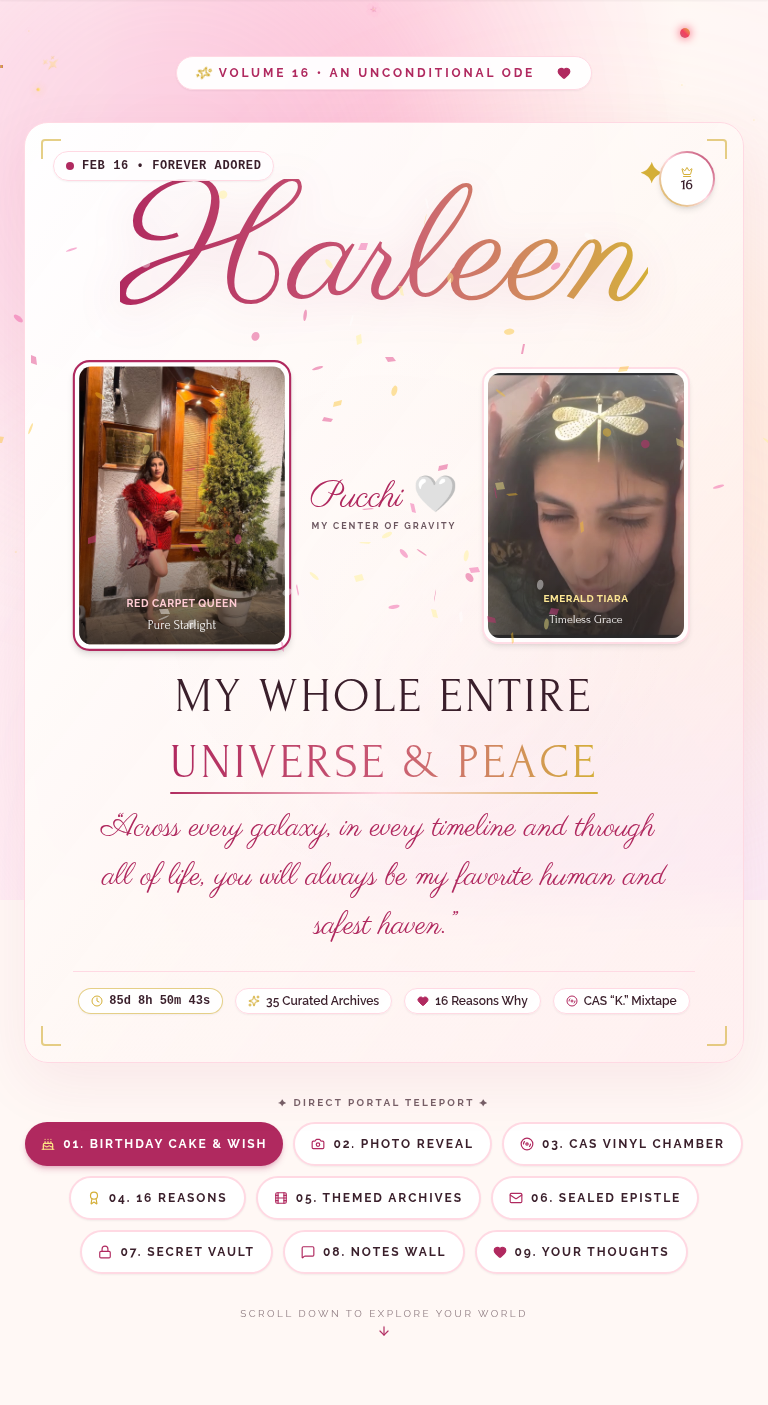 VOLUME 16 • AN UNCONDITIONAL ODE
FEB 16 • FOREVER ADORED
16
Harleen
RED CARPET QUEEN
Pure Starlight
Pucchi 🤍
MY CENTER OF GRAVITY
EMERALD TIARA
Timeless Grace
MY WHOLE ENTIRE
UNIVERSE & PEACE
“Across every galaxy, in every timeline and through
all of life, you will always be my favorite human and
safest haven.”
85d 8h 50m 43s
35 Curated Archives
16 Reasons Why
CAS “K.” Mixtape
✦ DIRECT PORTAL TELEPORT ✦
01. BIRTHDAY CAKE & WISH
02. PHOTO REVEAL
03. CAS VINYL CHAMBER
04. 16 REASONS
05. THEMED ARCHIVES
06. SEALED EPISTLE
07. SECRET VAULT
08. NOTES WALL
09. YOUR THOUGHTS
SCROLL DOWN TO EXPLORE YOUR WORLD